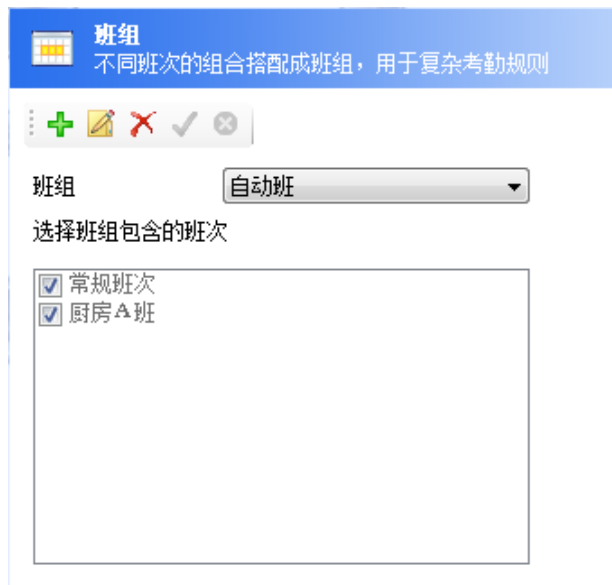 班组
不同班次的组合搭配成班组，用于复杂考勤规则
班组 自动班
选择班组包含的班次
常规班次
厨房A班